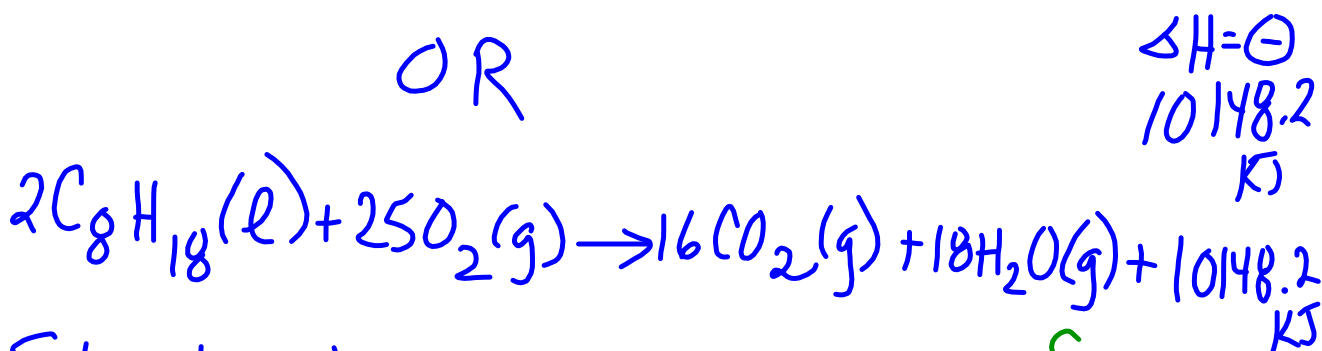 OR
ΔH=⊖
10148.2
KJ
2C₈H₁₈(l)+25O₂(g)→16CO₂(g)+18H₂O(g)+10148.2
KJ